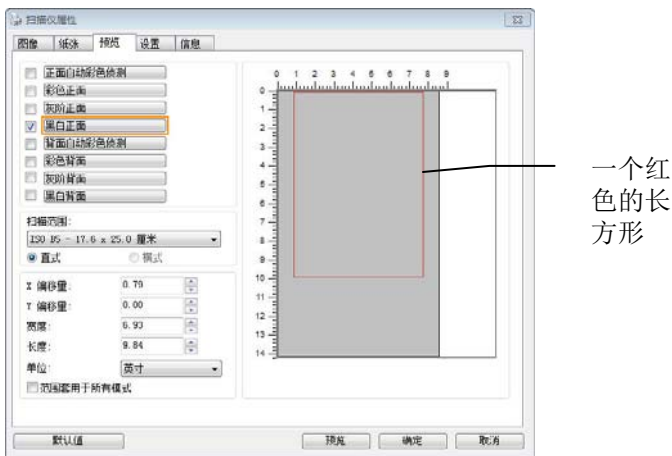 扫描仪属性
图像 纸张 预览 设置 信息
正面自动彩色侦测
彩色正面
灰阶正面
黑白正面
背面自动彩色侦测
彩色背面
灰阶背面
黑白背面
扫描范围:
ISO B5 - 17.6 x 25.0 厘米
直式 横式
X 偏移量: 0.79
Y 偏移量: 0.00
宽度: 6.93
长度: 9.84
单位: 英寸
范围套用于所有模式
0 1 2 3 4 5 6 7 8 9
0
1
2
3
4
5
6
7
8
9
10
11
12
13
14
一个红
色的长
方形
默认值 预览 确定 取消